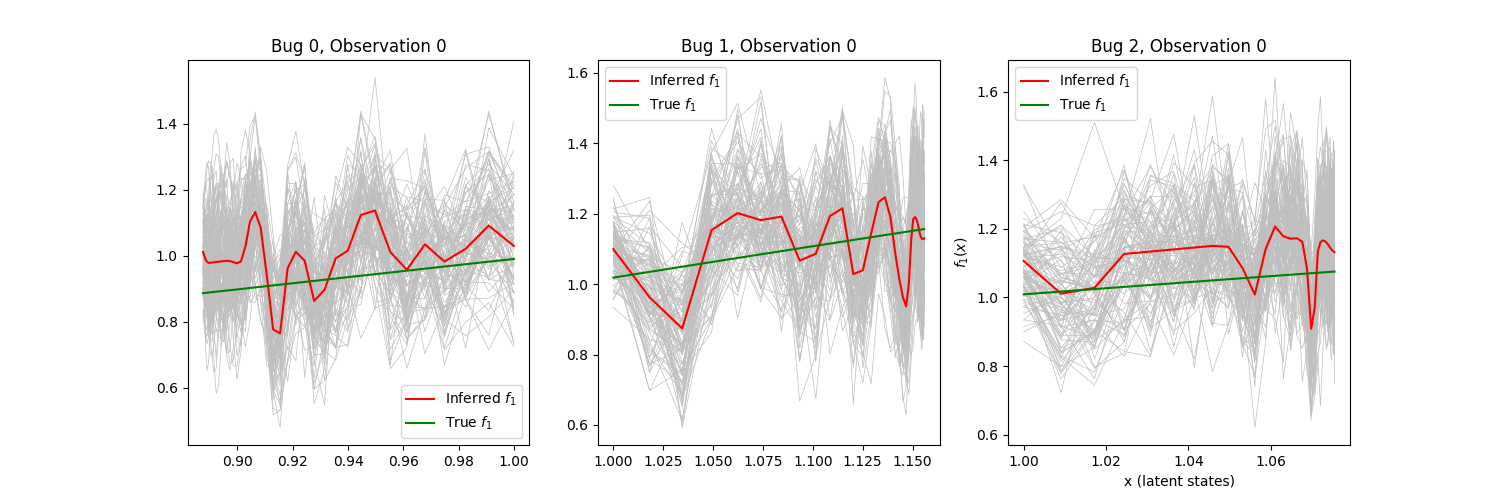 Bug 0, Observation 0
1.4
1.2
1.0
0.8
0.6
Inferred f₁
True f₁
0.90 0.92 0.94 0.96 0.98 1.00
Bug 1, Observation 0
Inferred f₁
True f₁
1.6
1.4
1.2
1.0
0.8
0.6
1.000 1.025 1.050 1.075 1.100 1.125 1.150
Bug 2, Observation 0
Inferred f₁
True f₁
f₁(x)
1.6
1.4
1.2
1.0
0.8
0.6
1.00 1.02 1.04 1.06
x (latent states)